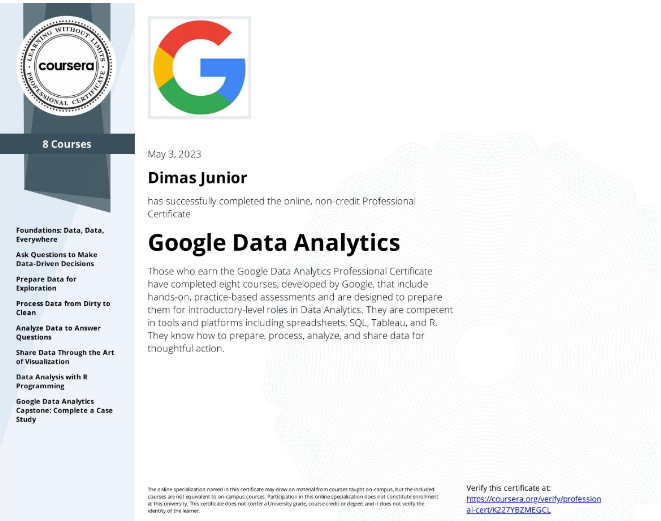 LEARNING WITHOUT LIMITS
coursera
PROFESSIONAL CERTIFICATE
8 Courses
Foundations: Data, Data,
Everywhere
Ask Questions to Make
Data-Driven Decisions
Prepare Data for
Exploration
Process Data from Dirty to
Clean
Analyze Data to Answer
Questions
Share Data Through the Art
of Visualization
Data Analysis with R
Programming
Google Data Analytics
Capstone: Complete a Case
Study
G
May 3, 2023
Dimas Junior
has successfully completed the online, non-credit Professional
Certificate
Google Data Analytics
Those who earn the Google Data Analytics Professional Certificate
have completed eight courses, developed by Google, that include
hands-on, practice-based assessments and are designed to prepare
them for introductory-level roles in Data Analytics. They are competent
in tools and platforms including spreadsheets, SQL, Tableau, and R.
They know how to prepare, process, analyze, and share data for
thoughtful action.
The online specialization named in this certificate may draw on material from courses taught on-campus, but the included
courses are not equivalent to on-campus courses. Participation in this online specialization does not constitute enrollment
at this university. This certificate does not confer a University grade, course credit or degree, and it does not verify the
identity of the learner.
Verify this certificate at:
https://coursera.org/verify/profession
al-cert/K227YBZMEGCL